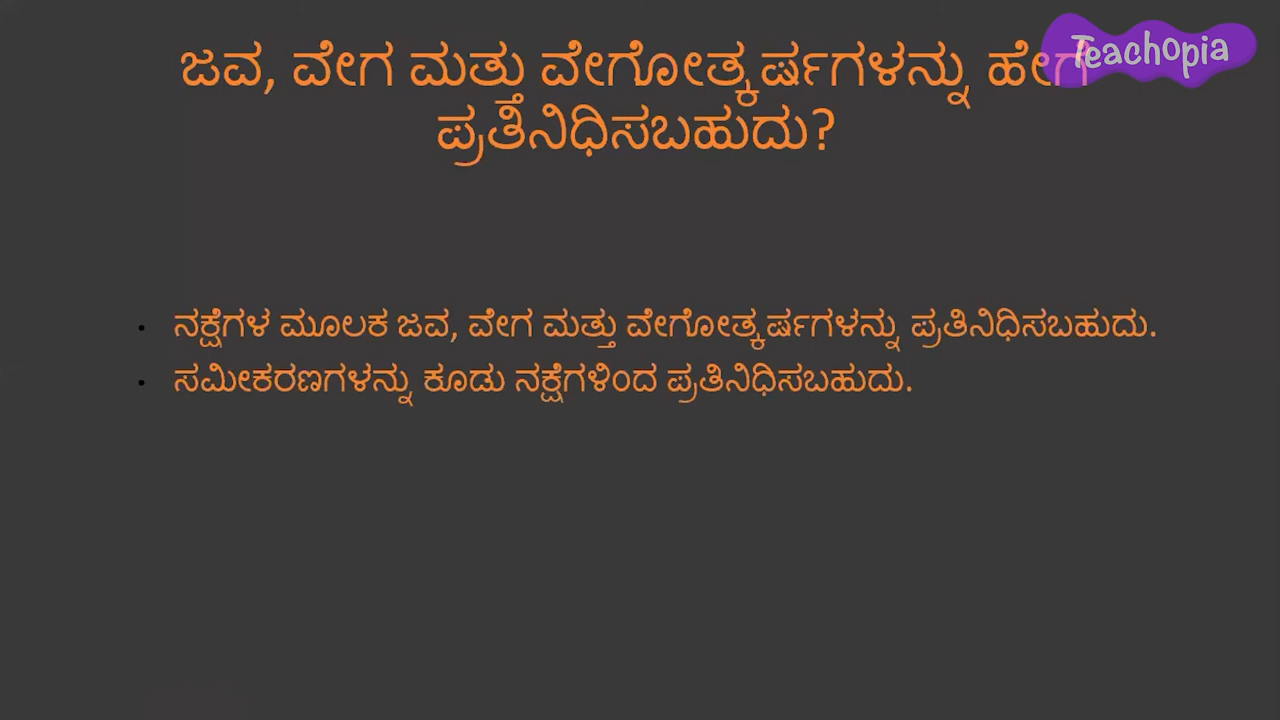 ಜವ, ವೇಗ ಮತ್ತು ವೇಗೋತ್ಕರ್ಷಗಳನ್ನು ಹೇಗೆ
Teachopia
ಪ್ರತಿನಿಧಿಸಬಹುದು?
· ನಕ್ಷೆಗಳ ಮೂಲಕ ಜವ, ವೇಗ ಮತ್ತು ವೇಗೋತ್ಕರ್ಷಗಳನ್ನು ಪ್ರತಿನಿಧಿಸಬಹುದು.
· ಸಮೀಕರಣಗಳನ್ನು ಕೂಡು ನಕ್ಷೆಗಳಿಂದ ಪ್ರತಿನಿಧಿಸಬಹುದು.